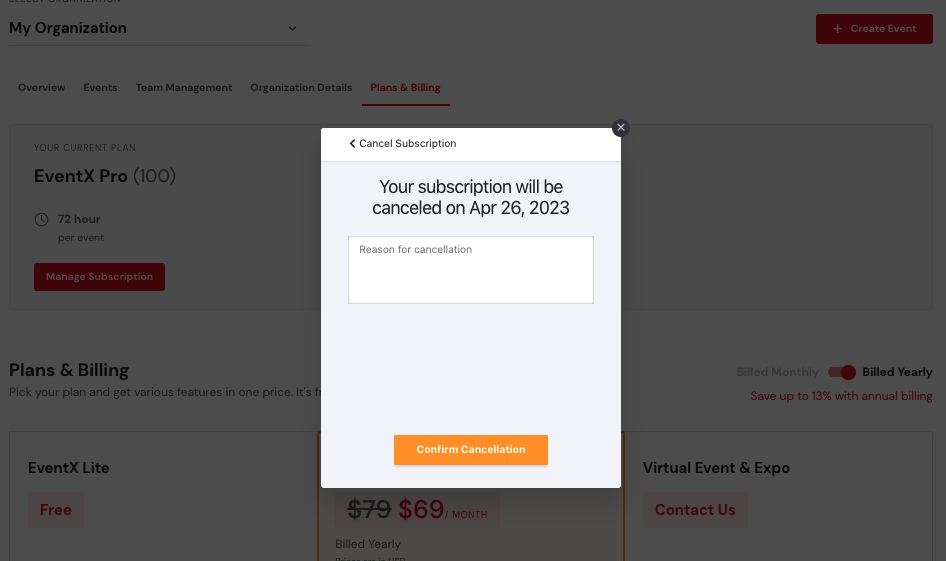 SELECT ORGANIZATION
My Organization
+ Create Event
Overview Events Team Management Organization Details Plans & Billing
YOUR CURRENT PLAN
EventX Pro (100)
72 hour
per event
Manage Subscription
Cancel Subscription
Your subscription will be
canceled on Apr 26, 2023
Reason for cancellation
Confirm Cancellation
Plans & Billing
Pick your plan and get various features in one price. It's fr
Billed Monthly Billed Yearly
Save up to 13% with annual billing
EventX Lite
Free
$79 $69/ MONTH
Billed Yearly
Virtual Event & Expo
Contact Us